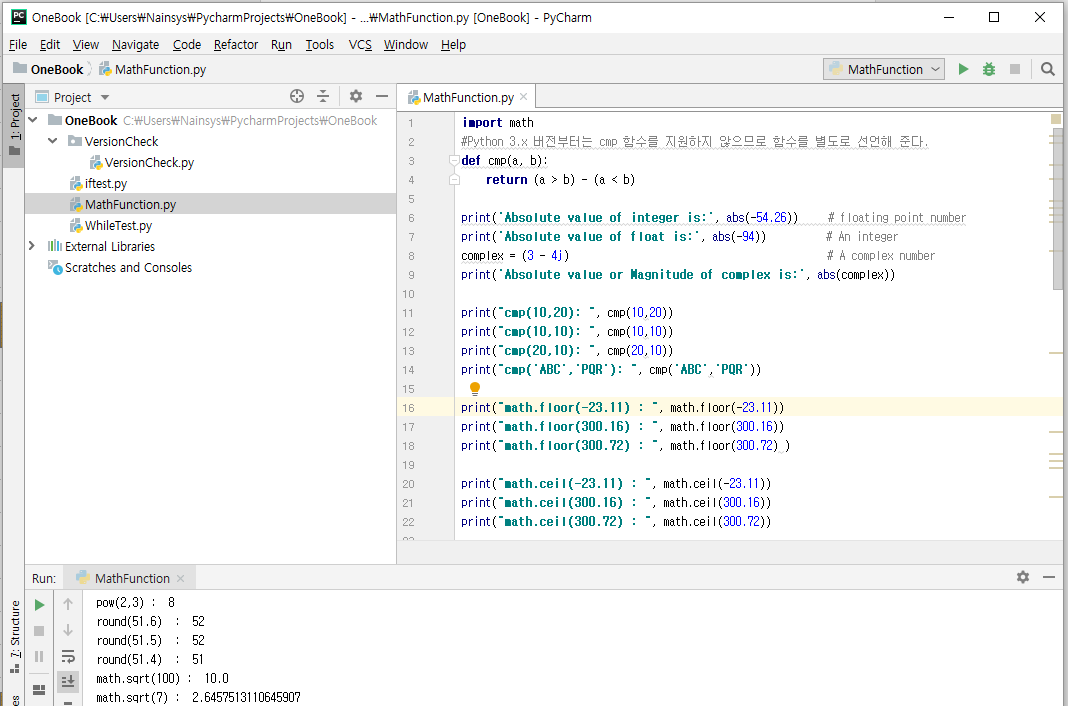 PC OneBook [C:₩Users₩Nainsys₩PycharmProjects₩OneBook] - ...₩MathFunction.py [OneBook] - PyCharm
File Edit View Navigate Code Refactor Run Tools VCS Window Help
OneBook MathFunction.py MathFunction
1: Project
Project
MathFunction.py
OneBook C:₩Users₩Nainsys₩PycharmProjects₩OneBook
VersionCheck
VersionCheck.py
iftest.py
MathFunction.py
WhileTest.py
External Libraries
Scratches and Consoles
1 import math
2 #Python 3.x 버전부터는 cmp 함수를 지원하지 않으므로 함수를 별도로 선언해 준다.
3 def cmp(a, b):
4 return (a > b) - (a < b)
5
6 print('Absolute value of integer is:', abs(-54.26)) # floating point number
7 print('Absolute value of float is:', abs(-94)) # An integer
8 complex = (3 - 4j) # A complex number
9 print('Absolute value or Magnitude of complex is:', abs(complex))
10
11 print("cmp(10,20): ", cmp(10,20))
12 print("cmp(10,10): ", cmp(10,10))
13 print("cmp(20,10): ", cmp(20,10))
14 print("cmp('ABC','PQR'): ", cmp('ABC','PQR'))
15
16 print("math.floor(-23.11) : ", math.floor(-23.11))
17 print("math.floor(300.16) : ", math.floor(300.16))
18 print("math.floor(300.72) : ", math.floor(300.72) )
19
20 print("math.ceil(-23.11) : ", math.ceil(-23.11))
21 print("math.ceil(300.16) : ", math.ceil(300.16))
22 print("math.ceil(300.72) : ", math.ceil(300.72))
Run: MathFunction
7: Structure
pow(2,3) : 8
round(51.6) : 52
round(51.5) : 52
round(51.4) : 51
math.sqrt(100) : 10.0
math.sqrt(7) : 2.6457513110645907